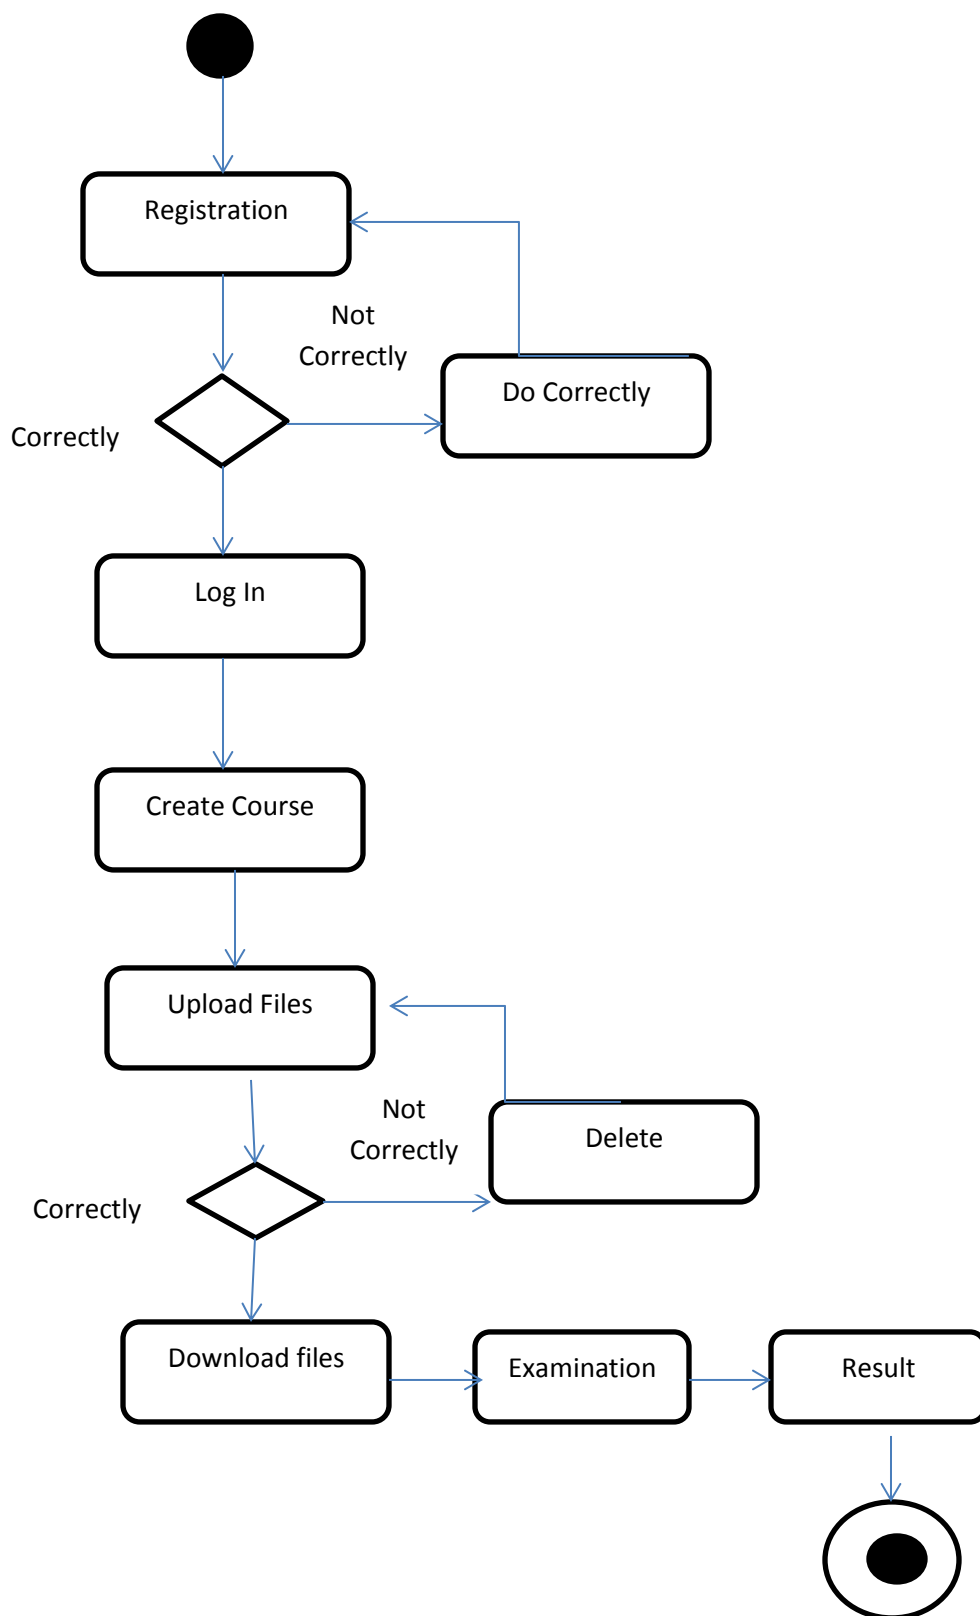 Registration
Not
Correctly
Do Correctly
Correctly
Log In
Create Course
Upload Files
Not
Correctly
Delete
Correctly
Download files
Examination
Result